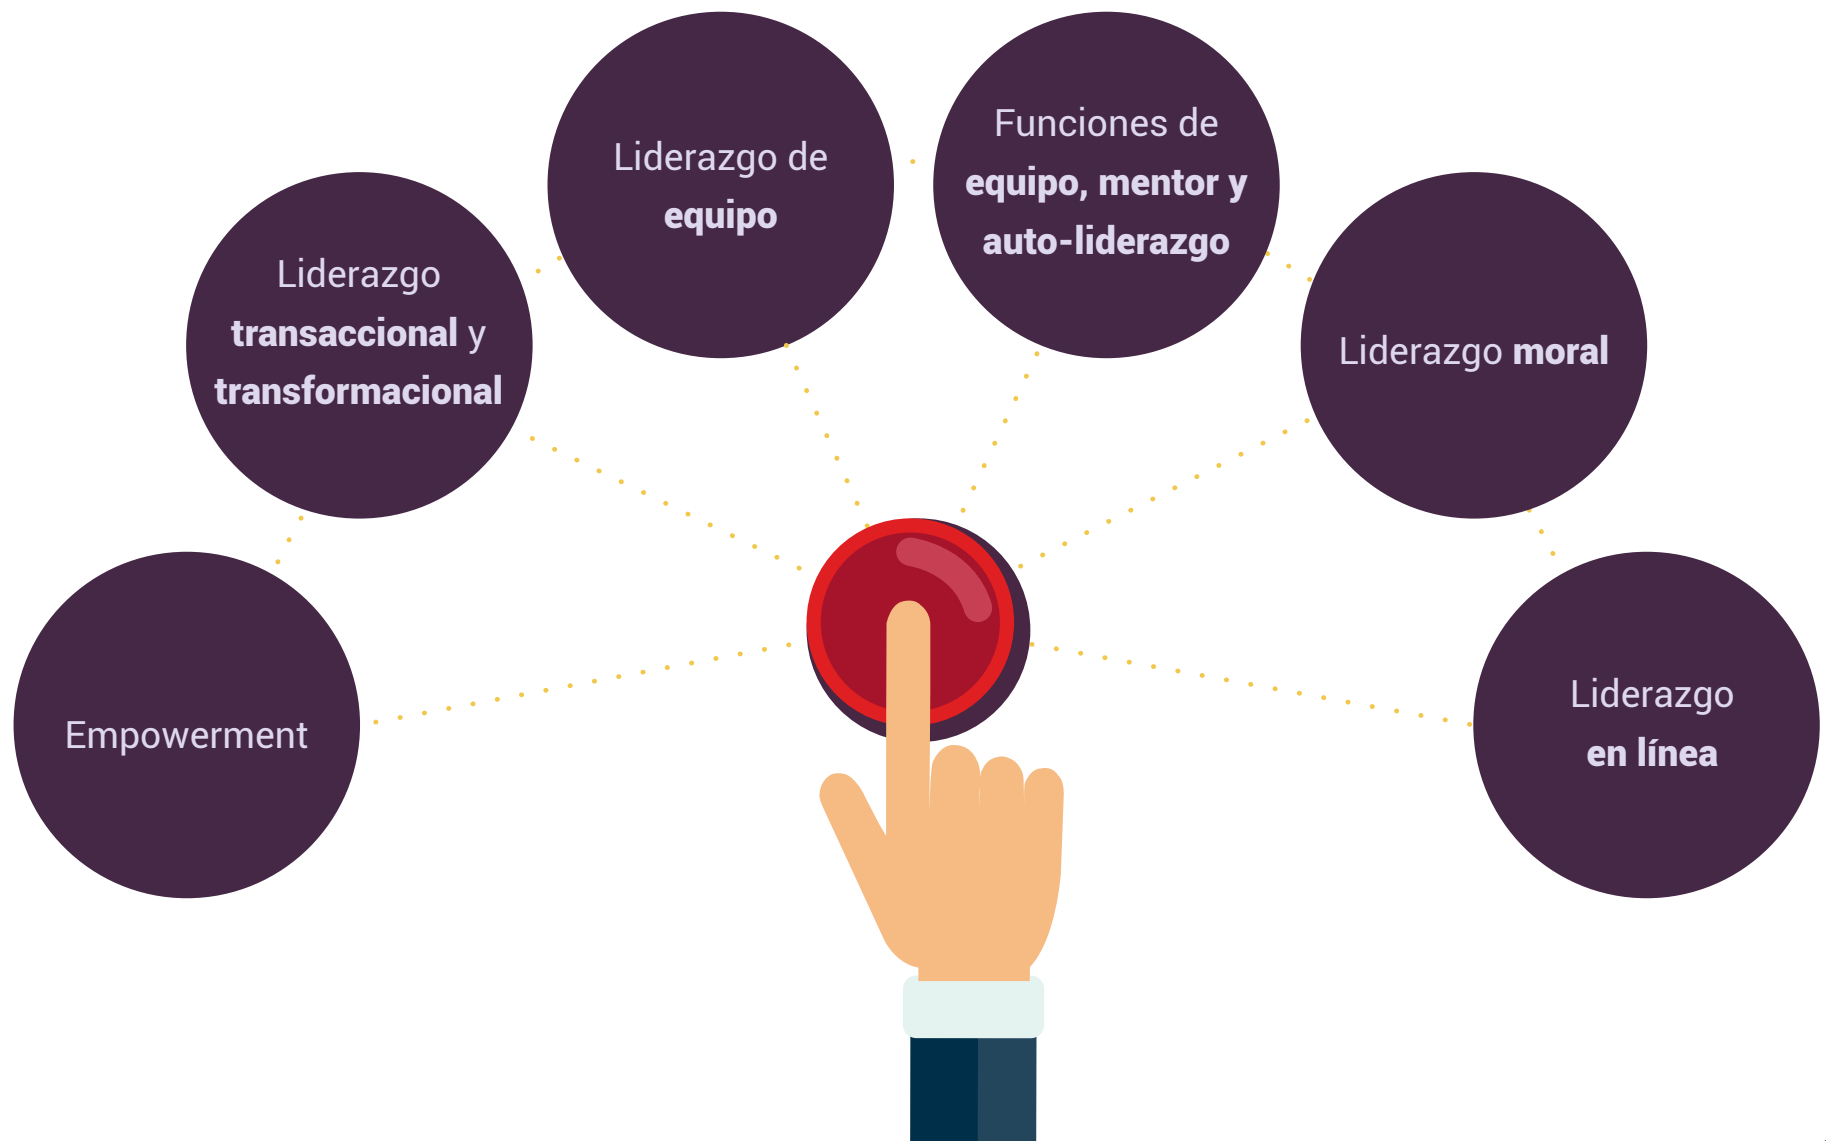 Empowerment
Liderazgo
transaccional y
transformacional
Liderazgo de
equipo
Funciones de
equipo, mentor y
auto-liderazgo
Liderazgo moral
Liderazgo
en línea